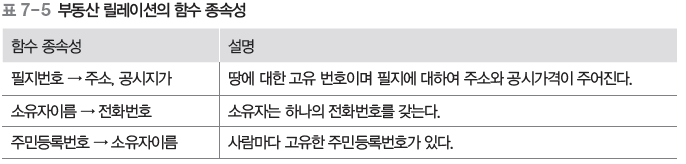 표 7-5 부동산 릴레이션의 함수 종속성
함수 종속성 설명
필지번호 → 주소, 공시지가 땅에 대한 고유 번호이며 필지에 대하여 주소와 공시가격이 주어진다.
소유자이름 → 전화번호 소유자는 하나의 전화번호를 갖는다.
주민등록번호 → 소유자이름 사람마다 고유한 주민등록번호가 있다.